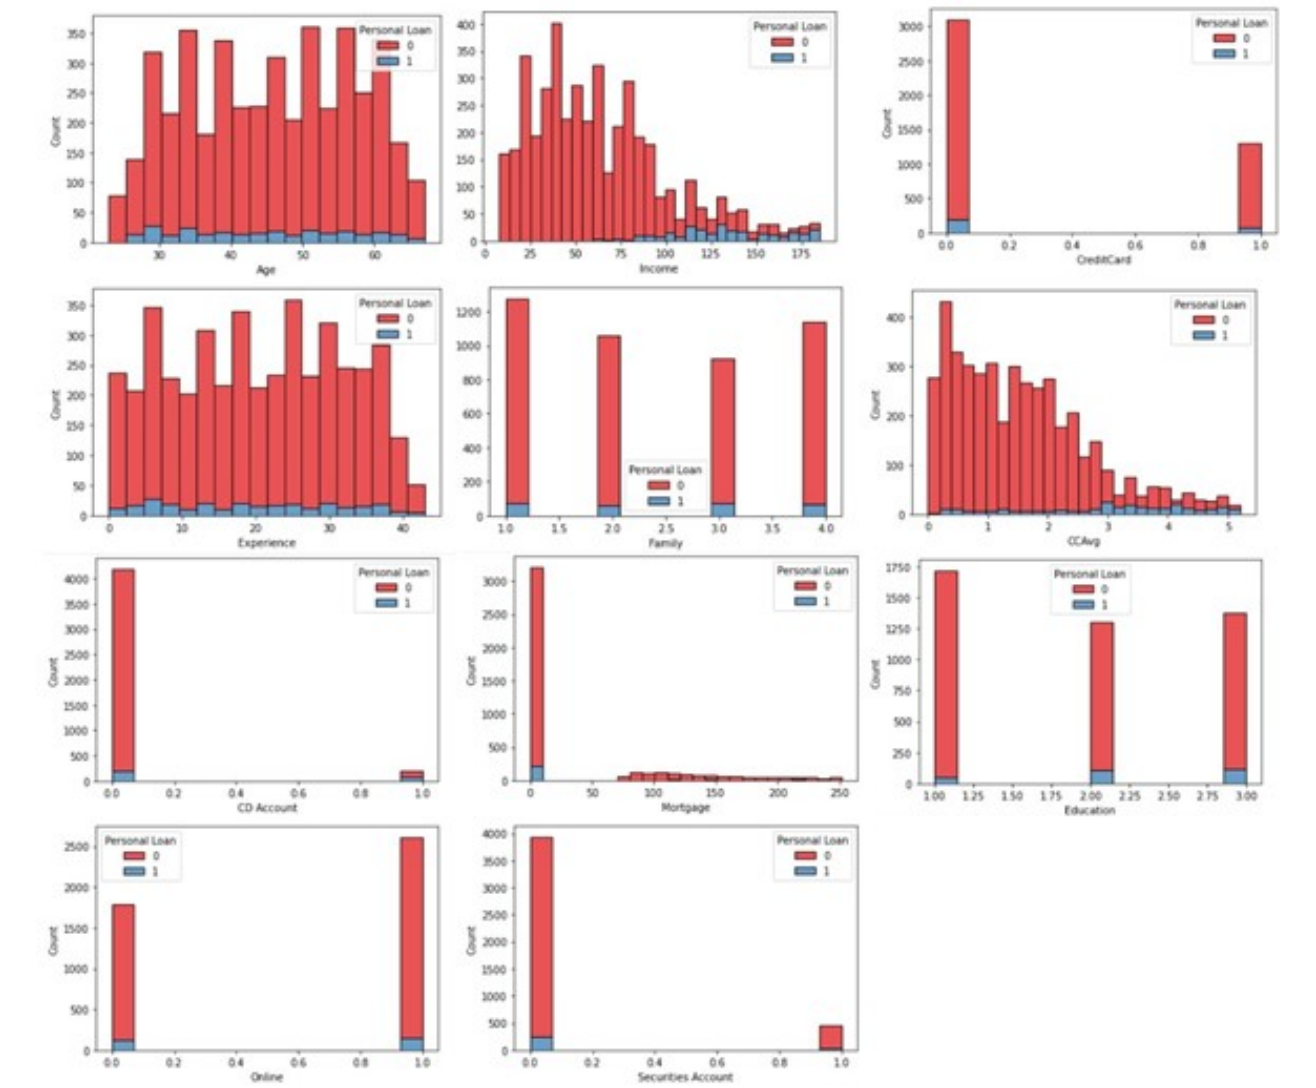 Personal Loan
0
1
350
300
250
200
150
100
50
0
Count
30 40 50 60
Age
Personal Loan
0
1
400
350
300
250
200
150
100
50
0
Count
0 25 50 75 100 125 150 175
Income
Personal Loan
0
1
3000
2500
2000
1500
1000
500
0
Count
0.0 0.2 0.4 0.6 0.8 1.0
CreditCard
Personal Loan
0
1
350
300
250
200
150
100
50
0
Count
0 10 20 30 40
Experience
1200
1000
800
600
400
200
0
Count
Personal Loan
0
1
1.0 1.5 2.0 2.5 3.0 3.5 4.0
Family
Personal Loan
0
1
400
300
200
100
0
Count
0 1 2 3 4 5
CCAvg
Personal Loan
0
1
4000
3500
3000
2500
2000
1500
1000
500
0
Count
0.0 0.2 0.4 0.6 0.8 1.0
CD Account
Personal Loan
0
1
3000
2500
2000
1500
1000
500
0
Count
0 50 100 150 200 250
Mortgage
Personal Loan
0
1
1750
1500
1250
1000
750
500
250
0
Count
1.00 1.25 1.50 1.75 2.00 2.25 2.50 2.75 3.00
Education
Personal Loan
0
1
2500
2000
1500
1000
500
0
Count
0.0 0.2 0.4 0.6 0.8 1.0
Online
Personal Loan
0
1
4000
3500
3000
2500
2000
1500
1000
500
0
Count
0.0 0.2 0.4 0.6 0.8 1.0
Securities Account